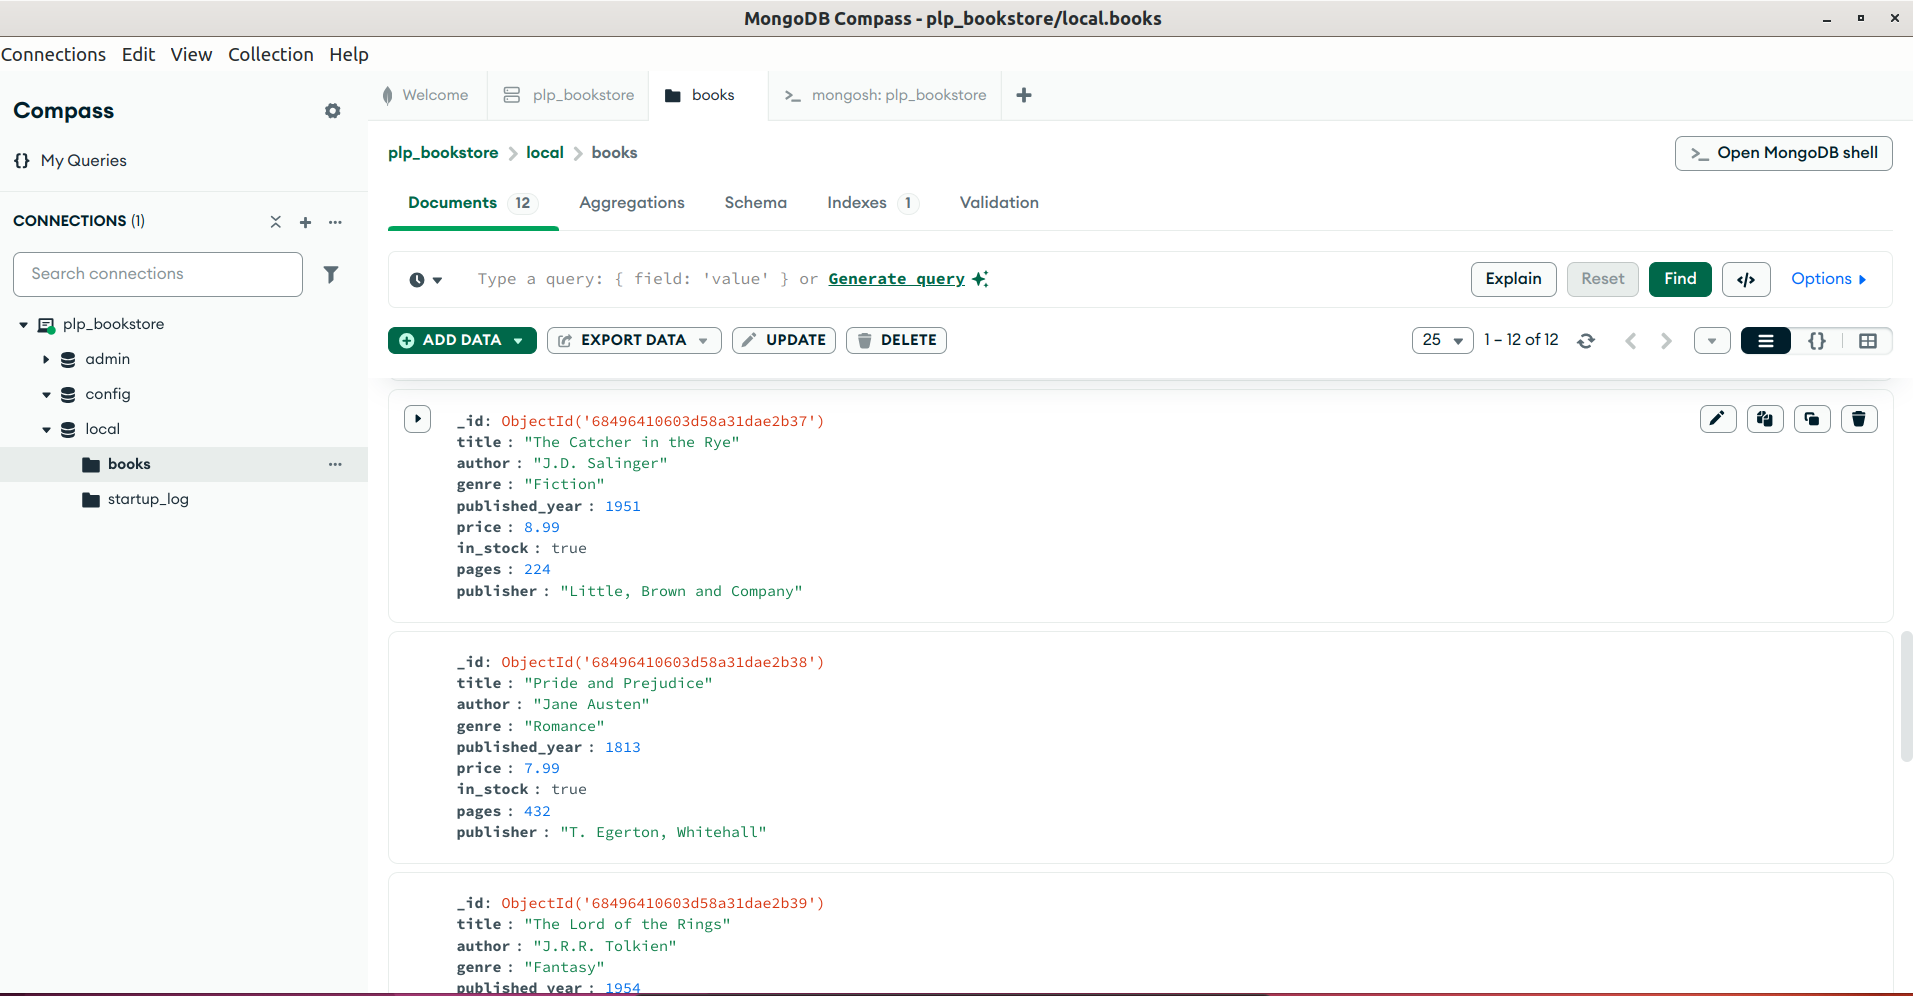 MongoDB Compass - plp_bookstore/local.books
Connections Edit View Collection Help
Compass
{} My Queries
CONNECTIONS (1)
Search connections
plp_bookstore
admin
config
local
books
startup_log
Welcome
plp_bookstore
books
>_ mongosh: plp_bookstore
plp_bookstore > local > books
>_ Open MongoDB shell
Documents 12
Aggregations
Schema
Indexes 1
Validation
Type a query: { field: 'value' } or Generate query
Explain
Reset
Find
</>
Options
ADD DATA
EXPORT DATA
UPDATE
DELETE
25
1 – 12 of 12
{}
_id: ObjectId('68496410603d58a31dae2b37')
title : "The Catcher in the Rye"
author : "J.D. Salinger"
genre : "Fiction"
published_year : 1951
price : 8.99
in_stock : true
pages : 224
publisher : "Little, Brown and Company"
_id: ObjectId('68496410603d58a31dae2b38')
title : "Pride and Prejudice"
author : "Jane Austen"
genre : "Romance"
published_year : 1813
price : 7.99
in_stock : true
pages : 432
publisher : "T. Egerton, Whitehall"
_id: ObjectId('68496410603d58a31dae2b39')
title : "The Lord of the Rings"
author : "J.R.R. Tolkien"
genre : "Fantasy"
published_year : 1954